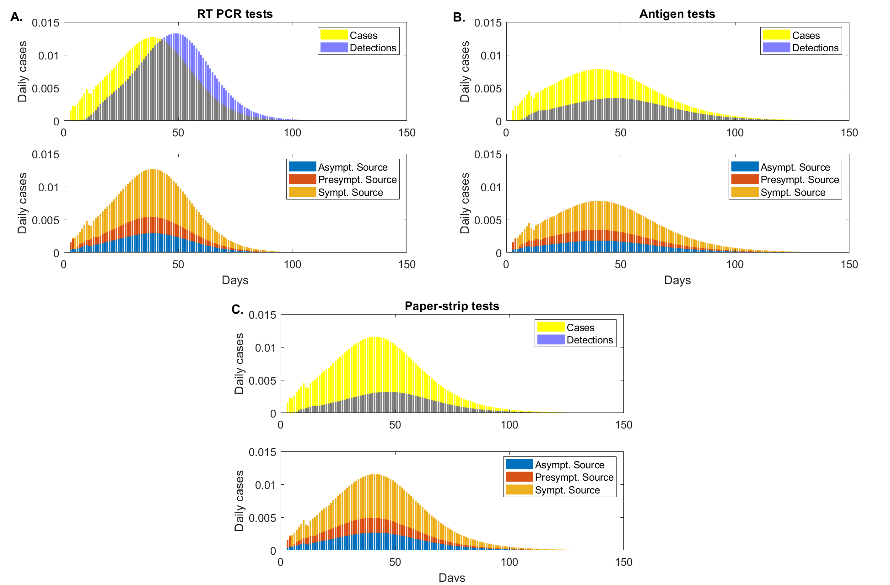 A.
RT PCR tests
Daily cases
0.015
0.01
0.005
0
0
50
100
150
Cases
Detections
Daily cases
0.015
0.01
0.005
0
0
50
100
150
Asympt. Source
Presympt. Source
Sympt. Source
Days
B.
Antigen tests
Daily cases
0.015
0.01
0.005
0
0
50
100
150
Cases
Detections
Daily cases
0.015
0.01
0.005
0
0
50
100
150
Asympt. Source
Presympt. Source
Sympt. Source
Days
C.
Paper-strip tests
Daily cases
0.015
0.01
0.005
0
0
50
100
150
Cases
Detections
Daily cases
0.015
0.01
0.005
0
0
50
100
150
Asympt. Source
Presympt. Source
Sympt. Source
Days